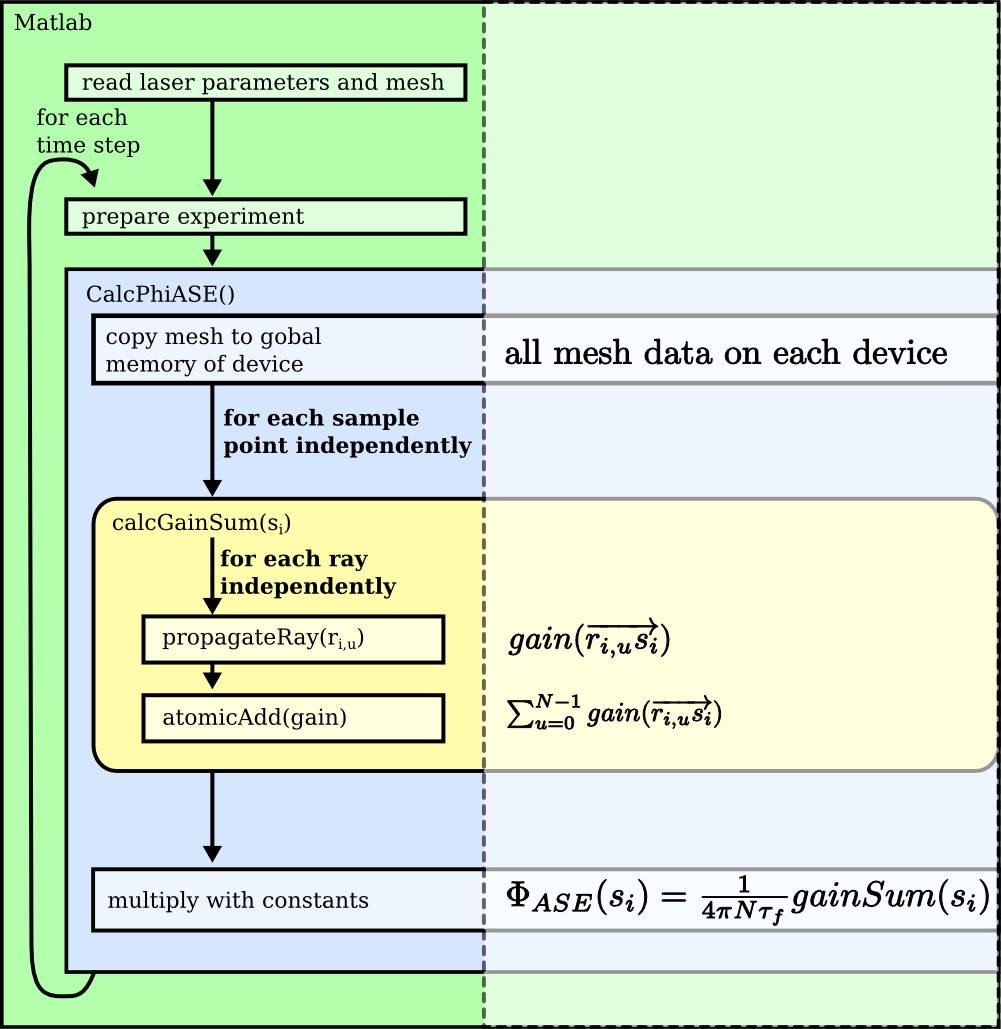 Matlab
read laser parameters and mesh
for each
time step
prepare experiment
CalcPhiASE()
copy mesh to gobal
memory of device
all mesh data on each device
for each sample
point independently
calcGainSum(sᵢ)
for each ray
independently
propagateRay(rᵢ,ᵤ)
$gain(\overrightarrow{r_{i,u}s_i})$
atomicAdd(gain)
$\sum_{u=0}^{N-1} gain(\overrightarrow{r_{i,u}s_i})$
multiply with constants
$\Phi_{ASE}(s_i) = \frac{1}{4\pi N\tau_f} gainSum(s_i)$